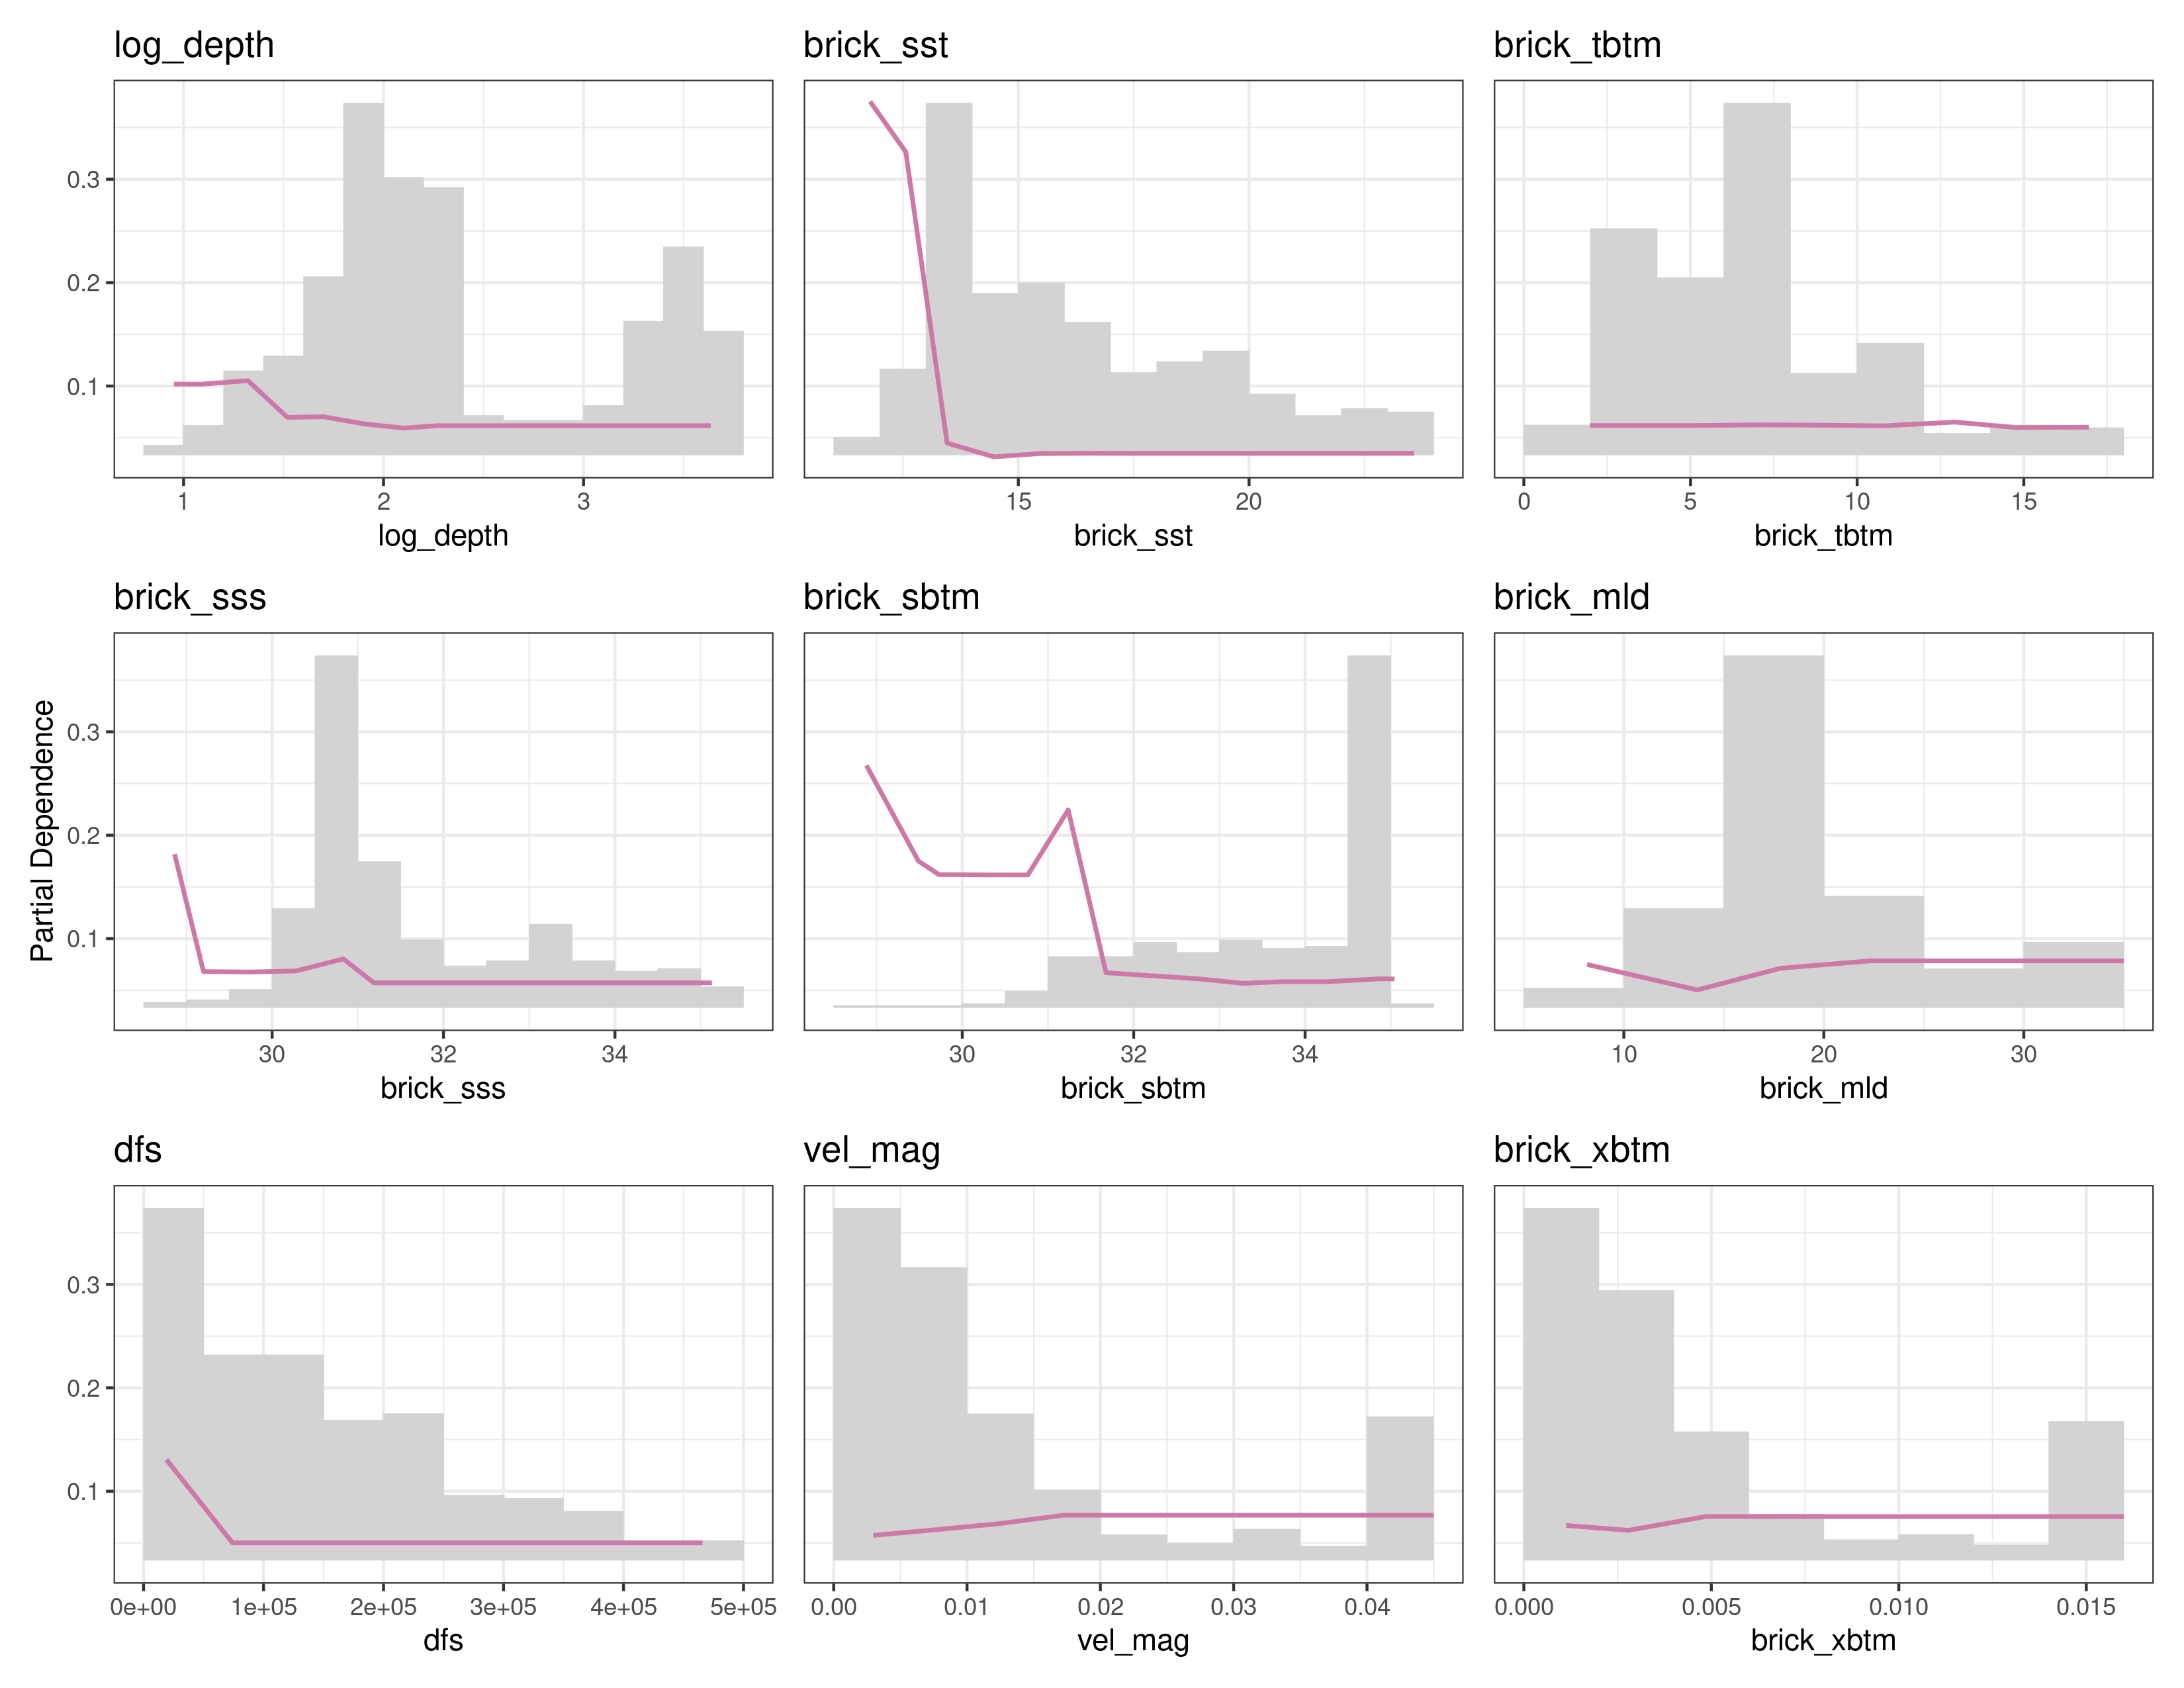 log_depth
brick_sst
brick_tbtm
0.3
0.2
0.1
1 2 3
15 20
0 5 10 15
log_depth
brick_sst
brick_tbtm
brick_sss
brick_sbtm
brick_mld
Partial Dependence
0.3
0.2
0.1
30 32 34
30 32 34
10 20 30
brick_sss
brick_sbtm
brick_mld
dfs
vel_mag
brick_xbtm
0.3
0.2
0.1
0e+00 1e+05 2e+05 3e+05 4e+05 5e+05
0.00 0.01 0.02 0.03 0.04
0.000 0.005 0.010 0.015
dfs
vel_mag
brick_xbtm